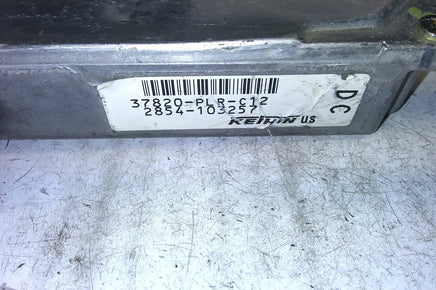 37820-PLR-C12
2854-103257
KEIHIN US
DC